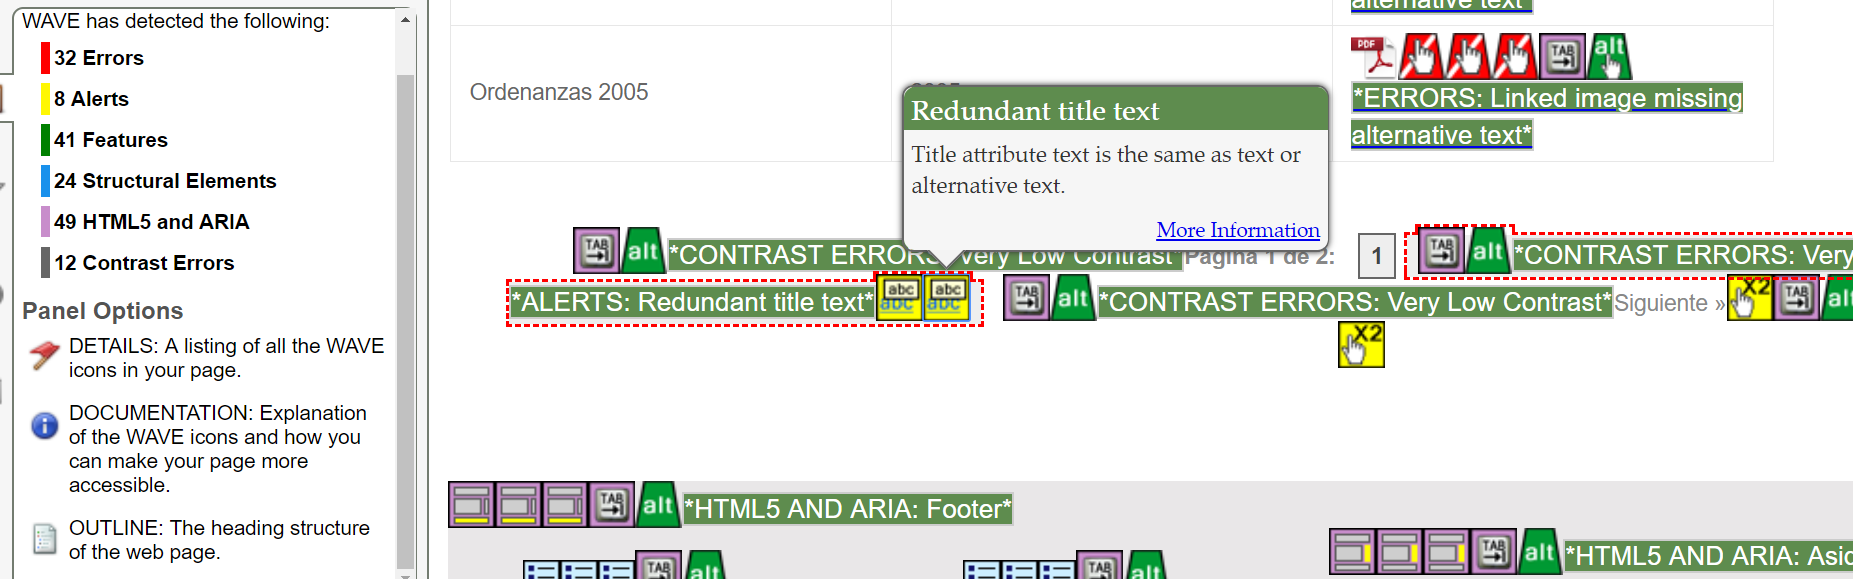 WAVE has detected the following:
32 Errors
8 Alerts
41 Features
24 Structural Elements
49 HTML5 and ARIA
12 Contrast Errors
Panel Options
DETAILS: A listing of all the WAVE
icons in your page.
DOCUMENTATION: Explanation
of the WAVE icons and how you
can make your page more
accessible.
OUTLINE: The heading structure
of the web page.
alternative text*
Ordenanzas 2005
PDF TAB alt
*ERRORS: Linked image missing
alternative text*
Redundant title text
Title attribute text is the same as text or
alternative text.
More Information
TAB alt *CONTRAST ERRORS: Very Low Contrast* Página 1 de 2: 1 TAB alt *CONTRAST ERRORS: Very
*ALERTS: Redundant title text* abc abc abc abc TAB alt *CONTRAST ERRORS: Very Low Contrast* Siguiente » X2 TAB alt
X2
TAB alt *HTML5 AND ARIA: Footer*
TAB alt *HTML5 AND ARIA: Asid
TAB alt TAB alt